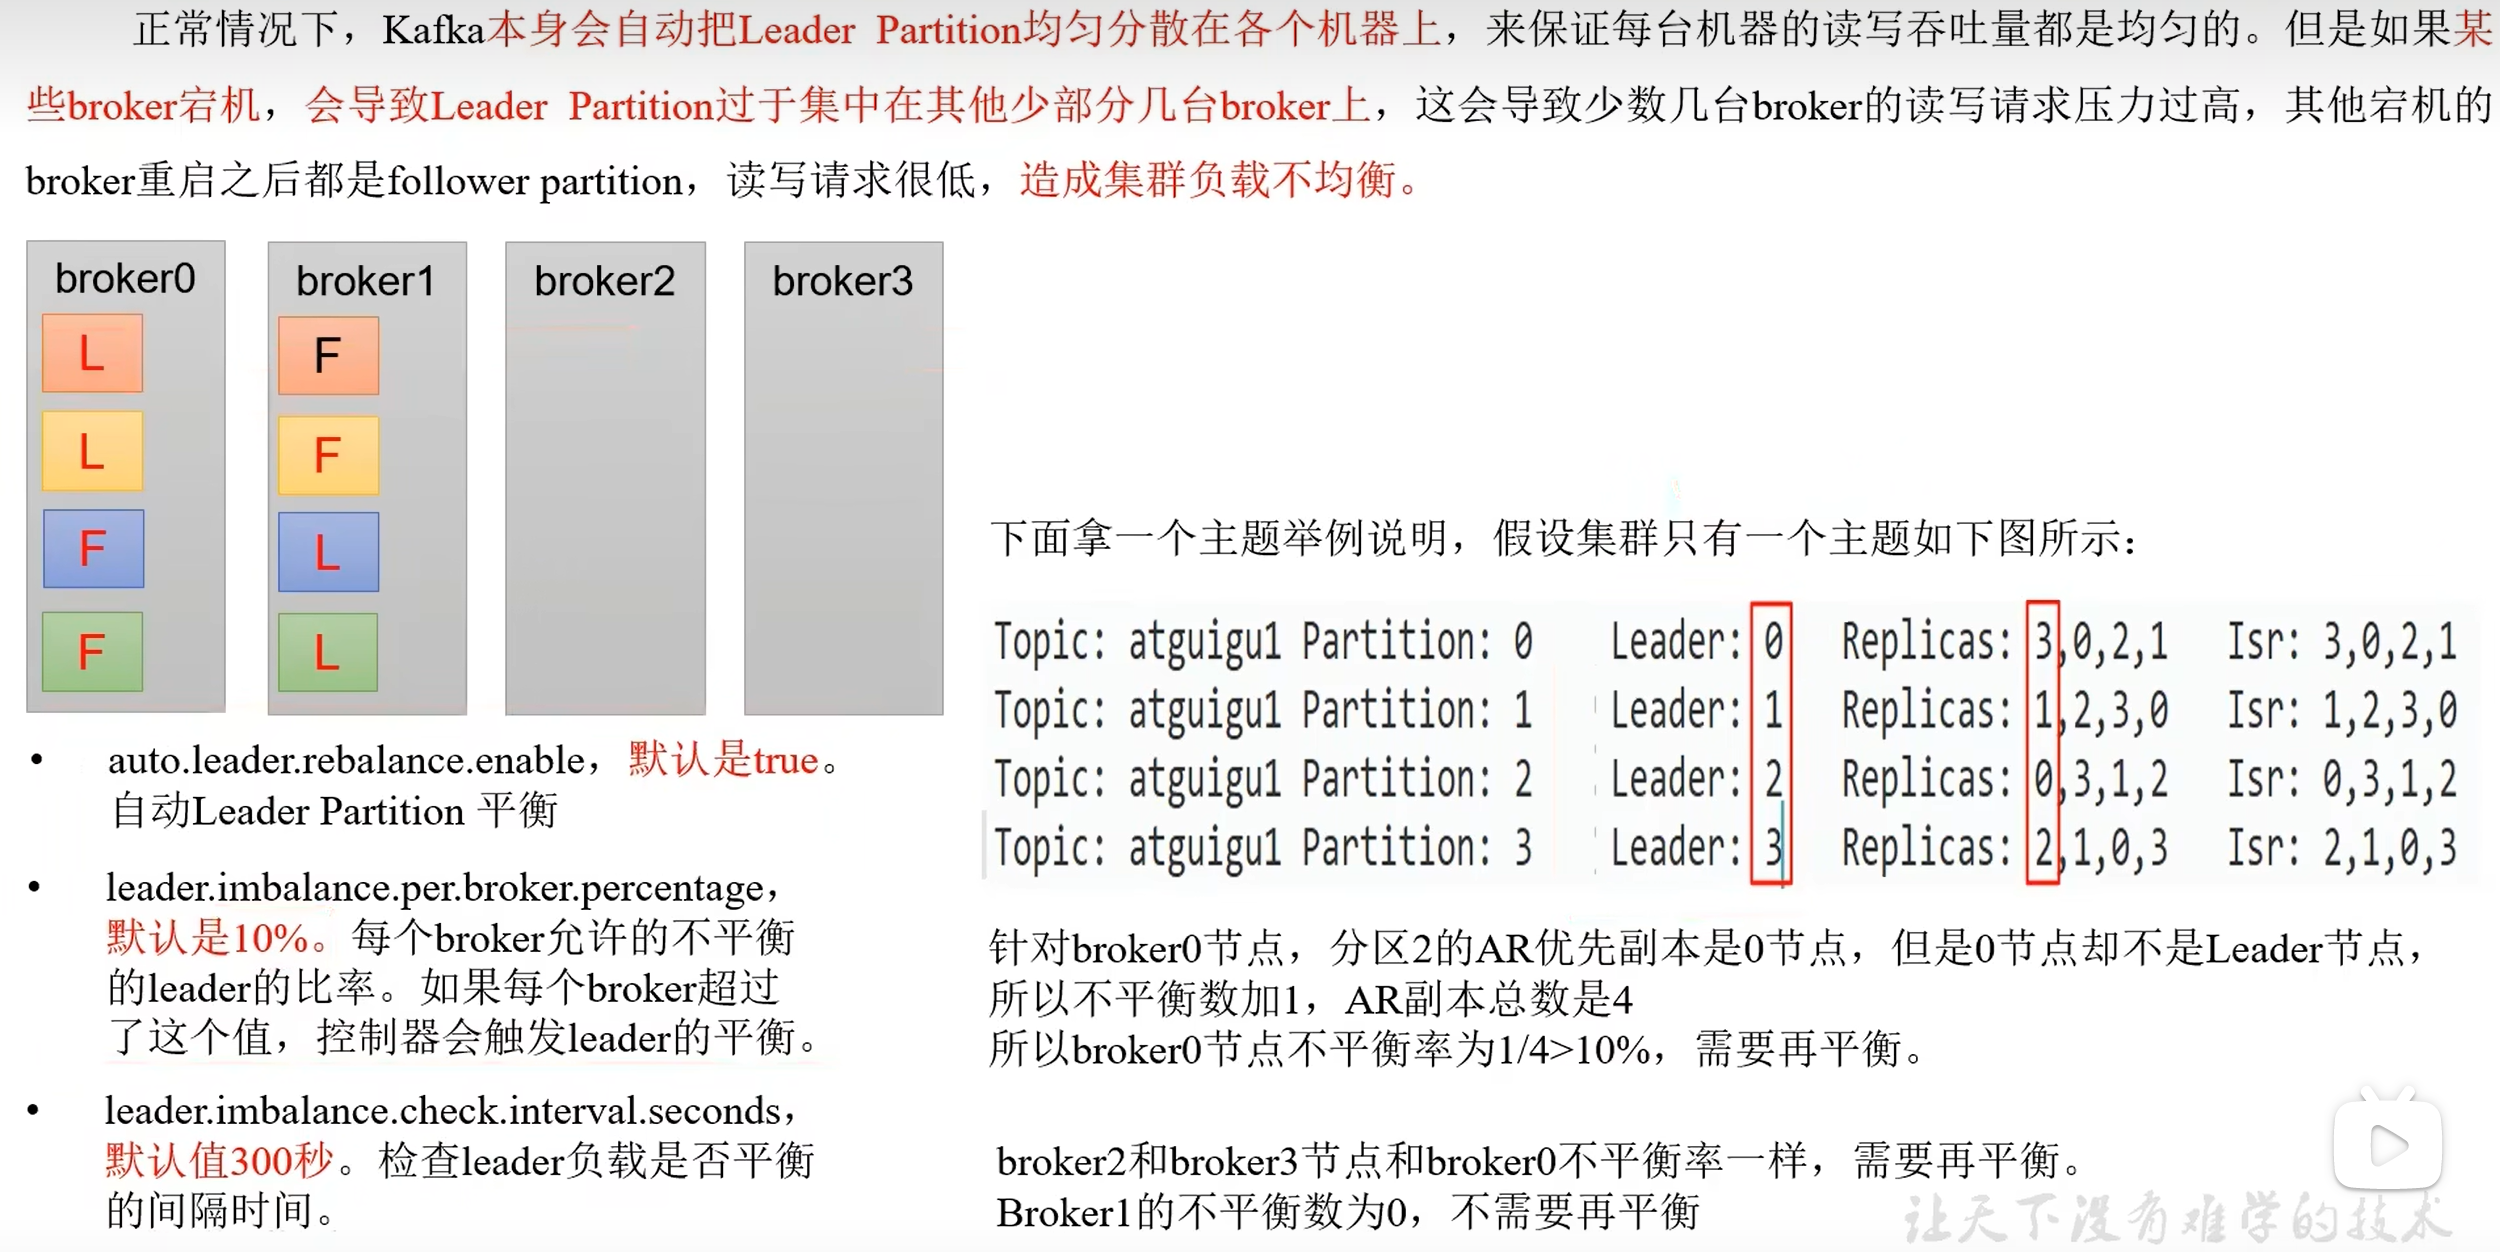 正常情况下，Kafka本身会自动把Leader Partition均匀分散在各个机器上，来保证每台机器的读写吞吐量都是均匀的。但是如果某
些broker宕机，会导致Leader Partition过于集中在其他少部分几台broker上，这会导致少数几台broker的读写请求压力过高，其他宕机的
broker重启之后都是follower partition，读写请求很低，造成集群负载不均衡。
broker0
L
L
F
F
broker1
F
F
L
L
broker2
broker3
• auto.leader.rebalance.enable，默认是true。
自动Leader Partition 平衡
• leader.imbalance.per.broker.percentage，
默认是10%。每个broker允许的不平衡
的leader的比率。如果每个broker超过
了这个值，控制器会触发leader的平衡。
• leader.imbalance.check.interval.seconds，
默认值300秒。检查leader负载是否平衡
的间隔时间。
下面拿一个主题举例说明，假设集群只有一个主题如下图所示：
Topic: atguigu1 Partition: 0 Leader: 0 Replicas: 3,0,2,1 Isr: 3,0,2,1
Topic: atguigu1 Partition: 1 Leader: 1 Replicas: 1,2,3,0 Isr: 1,2,3,0
Topic: atguigu1 Partition: 2 Leader: 2 Replicas: 0,3,1,2 Isr: 0,3,1,2
Topic: atguigu1 Partition: 3 Leader: 3 Replicas: 2,1,0,3 Isr: 2,1,0,3
针对broker0节点，分区2的AR优先副本是0节点，但是0节点却不是Leader节点，
所以不平衡数加1，AR副本总数是4
所以broker0节点不平衡率为1/4>10%，需要再平衡。
broker2和broker3节点和broker0不平衡率一样，需要再平衡。
Broker1的不平衡数为0，不需要再平衡
让天下没有难学的技术